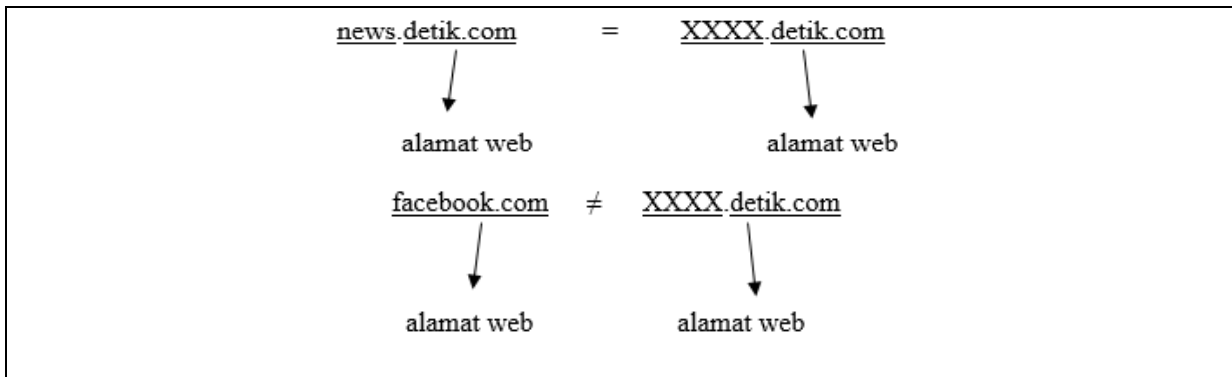 news.detik.com = XXXX.detik.com
alamat web alamat web
facebook.com ≠ XXXX.detik.com
alamat web alamat web